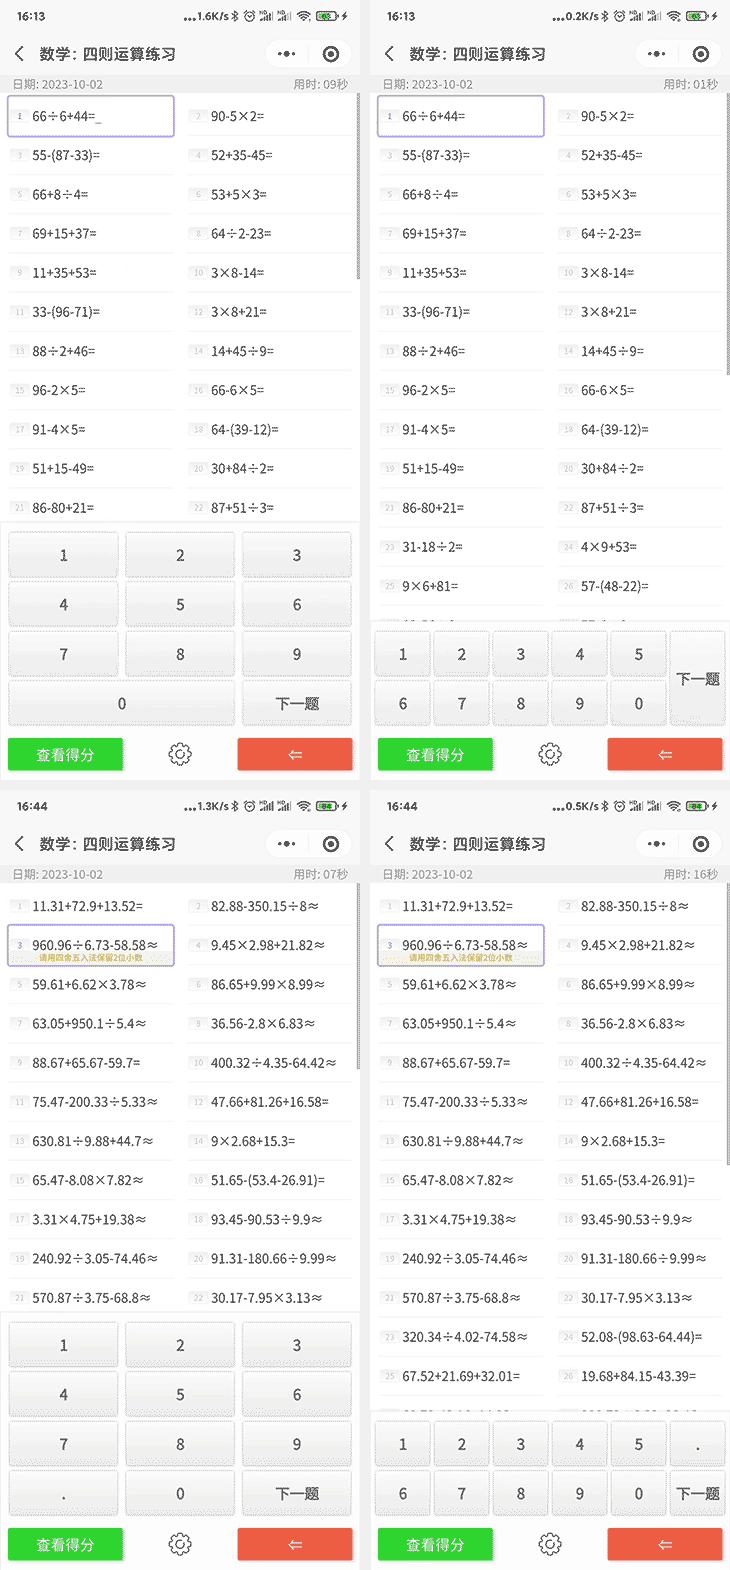 16:13
...1.6K/s
数学：四则运算练习
日期: 2023-10-02 用时: 09秒
1 66÷6+44=_ 2 90-5×2=
3 55-(87-33)= 4 52+35-45=
5 66+8÷4= 6 53+5×3=
7 69+15+37= 8 64÷2-23=
9 11+35+53= 10 3×8-14=
11 33-(96-71)= 12 3×8+21=
13 88÷2+46= 14 14+45÷9=
15 96-2×5= 16 66-6×5=
17 91-4×5= 18 64-(39-12)=
19 51+15-49= 20 30+84÷2=
21 86-80+21= 22 87+51÷3=
1 2 3
4 5 6
7 8 9
0 下一题
查看得分 ⇐
16:13
...0.2K/s
数学：四则运算练习
日期: 2023-10-02 用时: 01秒
1 66÷6+44= 2 90-5×2=
3 55-(87-33)= 4 52+35-45=
5 66+8÷4= 6 53+5×3=
7 69+15+37= 8 64÷2-23=
9 11+35+53= 10 3×8-14=
11 33-(96-71)= 12 3×8+21=
13 88÷2+46= 14 14+45÷9=
15 96-2×5= 16 66-6×5=
17 91-4×5= 18 64-(39-12)=
19 51+15-49= 20 30+84÷2=
21 86-80+21= 22 87+51÷3=
23 31-18÷2= 24 4×9+53=
25 9×6+81= 26 57-(48-22)=
1 2 3 4 5 下一题
6 7 8 9 0
查看得分 ⇐
16:44
...1.3K/s
数学：四则运算练习
日期: 2023-10-02 用时: 07秒
1 11.31+72.9+13.52= 2 82.88-350.15÷8≈
3 960.96÷6.73-58.58≈ 4 9.45×2.98+21.82≈
请用四舍五入法保留2位小数
5 59.61+6.62×3.78≈ 6 86.65+9.99×8.99≈
7 63.05+950.1÷5.4≈ 8 36.56-2.8×6.83≈
9 88.67+65.67-59.7= 10 400.32÷4.35-64.42≈
11 75.47-200.33÷5.33≈ 12 47.66+81.26+16.58=
13 630.81÷9.88+44.7≈ 14 9×2.68+15.3=
15 65.47-8.08×7.82≈ 16 51.65-(53.4-26.91)=
17 3.31×4.75+19.38≈ 18 93.45-90.53÷9.9≈
19 240.92÷3.05-74.46≈ 20 91.31-180.66÷9.99≈
21 570.87÷3.75-68.8≈ 22 30.17-7.95×3.13≈
1 2 3
4 5 6
7 8 9
. 0 下一题
查看得分 ⇐
16:44
...0.5K/s
数学：四则运算练习
日期: 2023-10-02 用时: 16秒
1 11.31+72.9+13.52= 2 82.88-350.15÷8≈
3 960.96÷6.73-58.58≈ 4 9.45×2.98+21.82≈
请用四舍五入法保留2位小数
5 59.61+6.62×3.78≈ 6 86.65+9.99×8.99≈
7 63.05+950.1÷5.4≈ 8 36.56-2.8×6.83≈
9 88.67+65.67-59.7= 10 400.32÷4.35-64.42≈
11 75.47-200.33÷5.33≈ 12 47.66+81.26+16.58=
13 630.81÷9.88+44.7≈ 14 9×2.68+15.3=
15 65.47-8.08×7.82≈ 16 51.65-(53.4-26.91)=
17 3.31×4.75+19.38≈ 18 93.45-90.53÷9.9≈
19 240.92÷3.05-74.46≈ 20 91.31-180.66÷9.99≈
21 570.87÷3.75-68.8≈ 22 30.17-7.95×3.13≈
23 320.34÷4.02-74.58≈ 24 52.08-(98.63-64.44)=
25 67.52+21.69+32.01= 26 19.68+84.15-43.39=
1 2 3 4 5 .
6 7 8 9 0 下一题
查看得分 ⇐